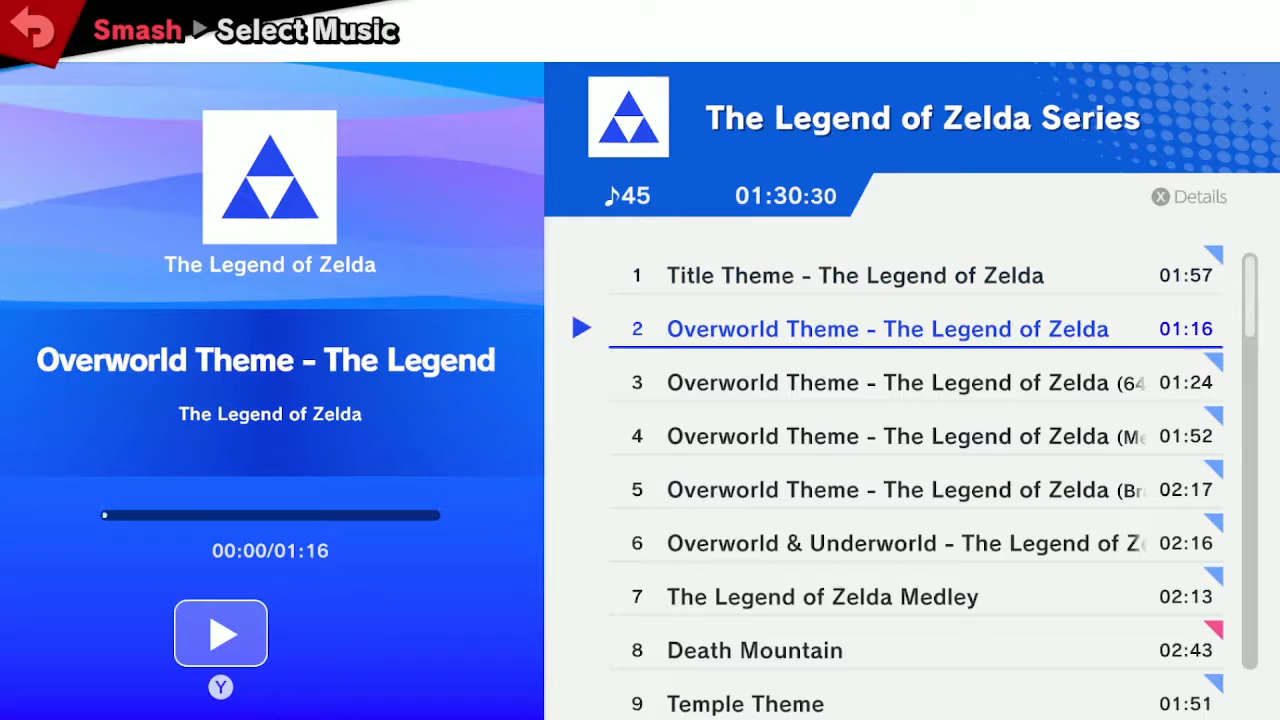 Smash ▶ Select Music
The Legend of Zelda
Overworld Theme - The Legend
The Legend of Zelda
00:00/01:16
Y
The Legend of Zelda Series
♪45 01:30:30
X Details
1 Title Theme - The Legend of Zelda 01:57
2 Overworld Theme - The Legend of Zelda 01:16
3 Overworld Theme - The Legend of Zelda (64 01:24
4 Overworld Theme - The Legend of Zelda (Me 01:52
5 Overworld Theme - The Legend of Zelda (Br 02:17
6 Overworld & Underworld - The Legend of Ze 02:16
7 The Legend of Zelda Medley 02:13
8 Death Mountain 02:43
9 Temple Theme 01:51